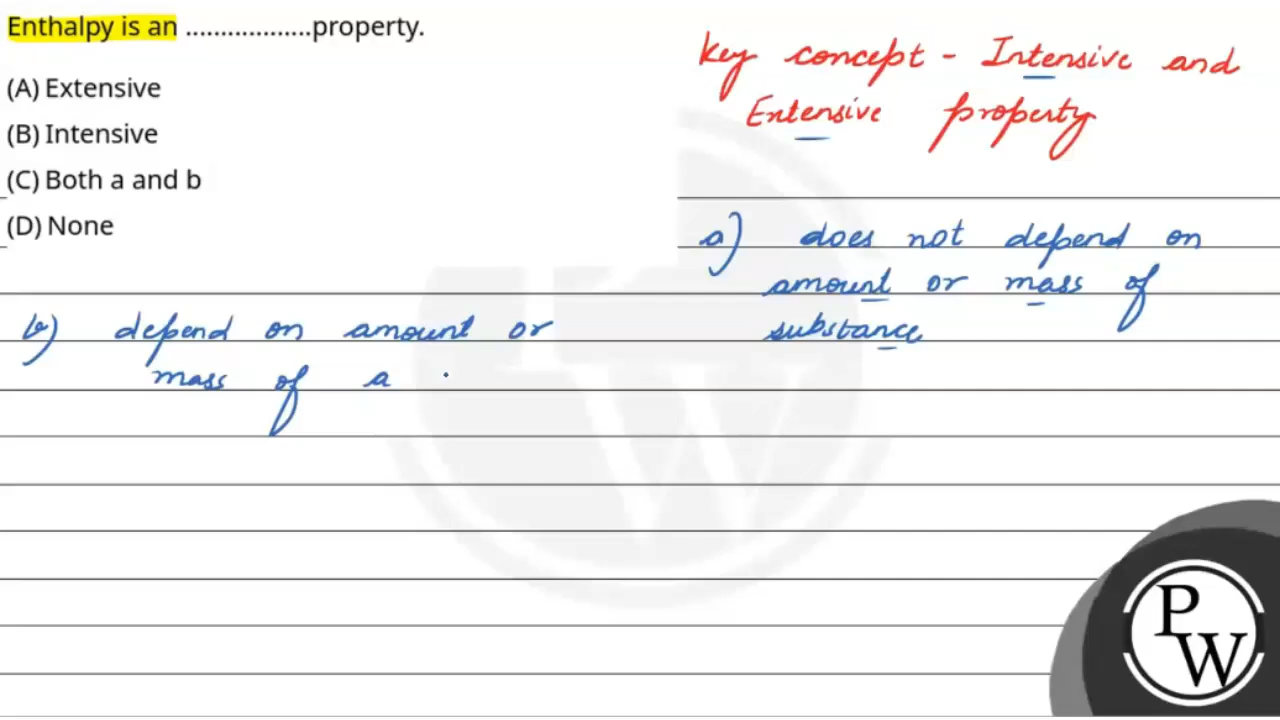 Enthalpy is an ..................property.
(A) Extensive
(B) Intensive
(C) Both a and b
(D) None
key concept - Intensive and
Extensive property
a) does not depend on
amount or mass of
substance
b) depend on amount or
mass of a
P
W